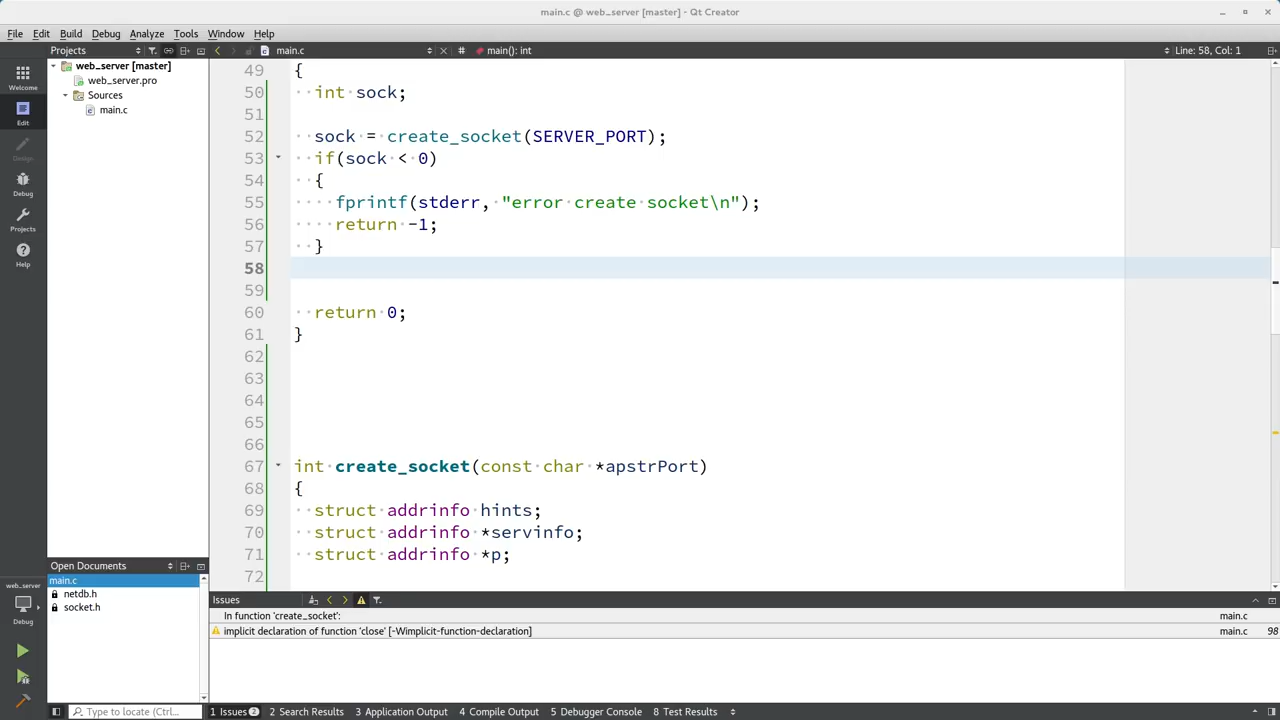 main.c @ web_server [master] - Qt Creator
File Edit Build Debug Analyze Tools Window Help
Projects main.c # main(): int Line: 58, Col: 1
Welcome
Edit
Design
Debug
Projects
Help
web_server [master]
web_server.pro
Sources
main.c
49 {
50 int sock;
51
52 sock = create_socket(SERVER_PORT);
53 if(sock < 0)
54 {
55 fprintf(stderr, "error create socket\n");
56 return -1;
57 }
58
59
60 return 0;
61 }
62
63
64
65
66
67 int create_socket(const char *apstrPort)
68 {
69 struct addrinfo hints;
70 struct addrinfo *servinfo;
71 struct addrinfo *p;
72
Open Documents
main.c
netdb.h
socket.h
web_server
Debug
Issues
In function 'create_socket': main.c
implicit declaration of function 'close' [-Wimplicit-function-declaration] main.c 98
Type to locate (Ctrl... 1 Issues 2 2 Search Results 3 Application Output 4 Compile Output 5 Debugger Console 8 Test Results